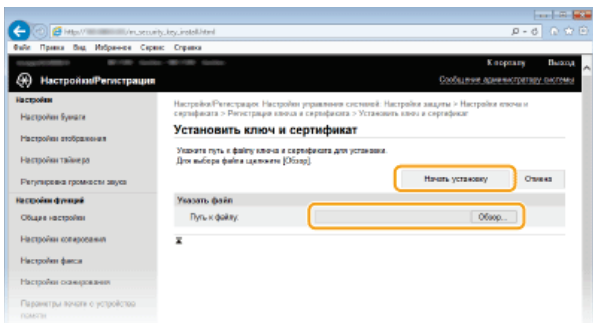 http://
/m_security_key_install.html
Файл Правка Вид Избранное Сервис Справка
К порталу Выход
Настройки/Регистрация
Сообщение администратору системы
Настройки
Настройки бумаги
Настройки отображения
Настройки таймера
Регулировка громкости звука
Настройки функций
Общие настройки
Настройки копирования
Настройки факса
Настройки сканирования
Параметры печати с устройства
памяти
Настройки/Регистрация: Настройки управления системой: Настройки защиты > Настройки ключа и
сертификата > Регистрация ключа и сертификата > Установить ключ и сертификат
Установить ключ и сертификат
Укажите путь к файлу ключа и сертификата для установки.
Для выбора файла щелкните [Обзор].
Начать установку Отмена
Указать файл
Путь к файлу: Обзор...